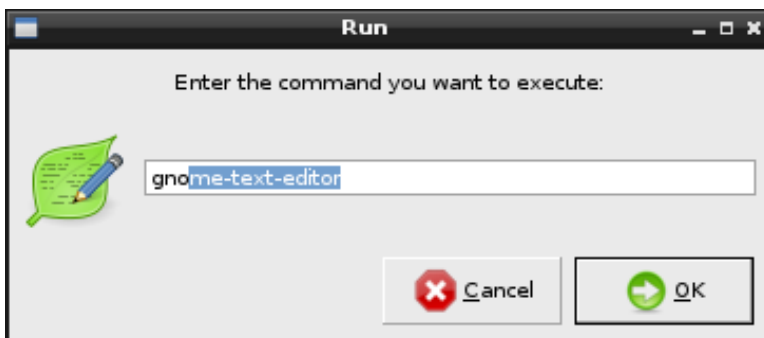 Run
Enter the command you want to execute:
gnome-text-editor
Cancel
OK